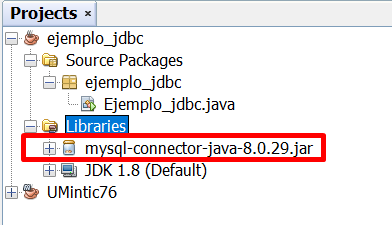 Projects ×
ejemplo_jdbc
Source Packages
ejemplo_jdbc
Ejemplo_jdbc.java
Libraries
mysql-connector-java-8.0.29.jar
JDK 1.8 (Default)
UMintic76